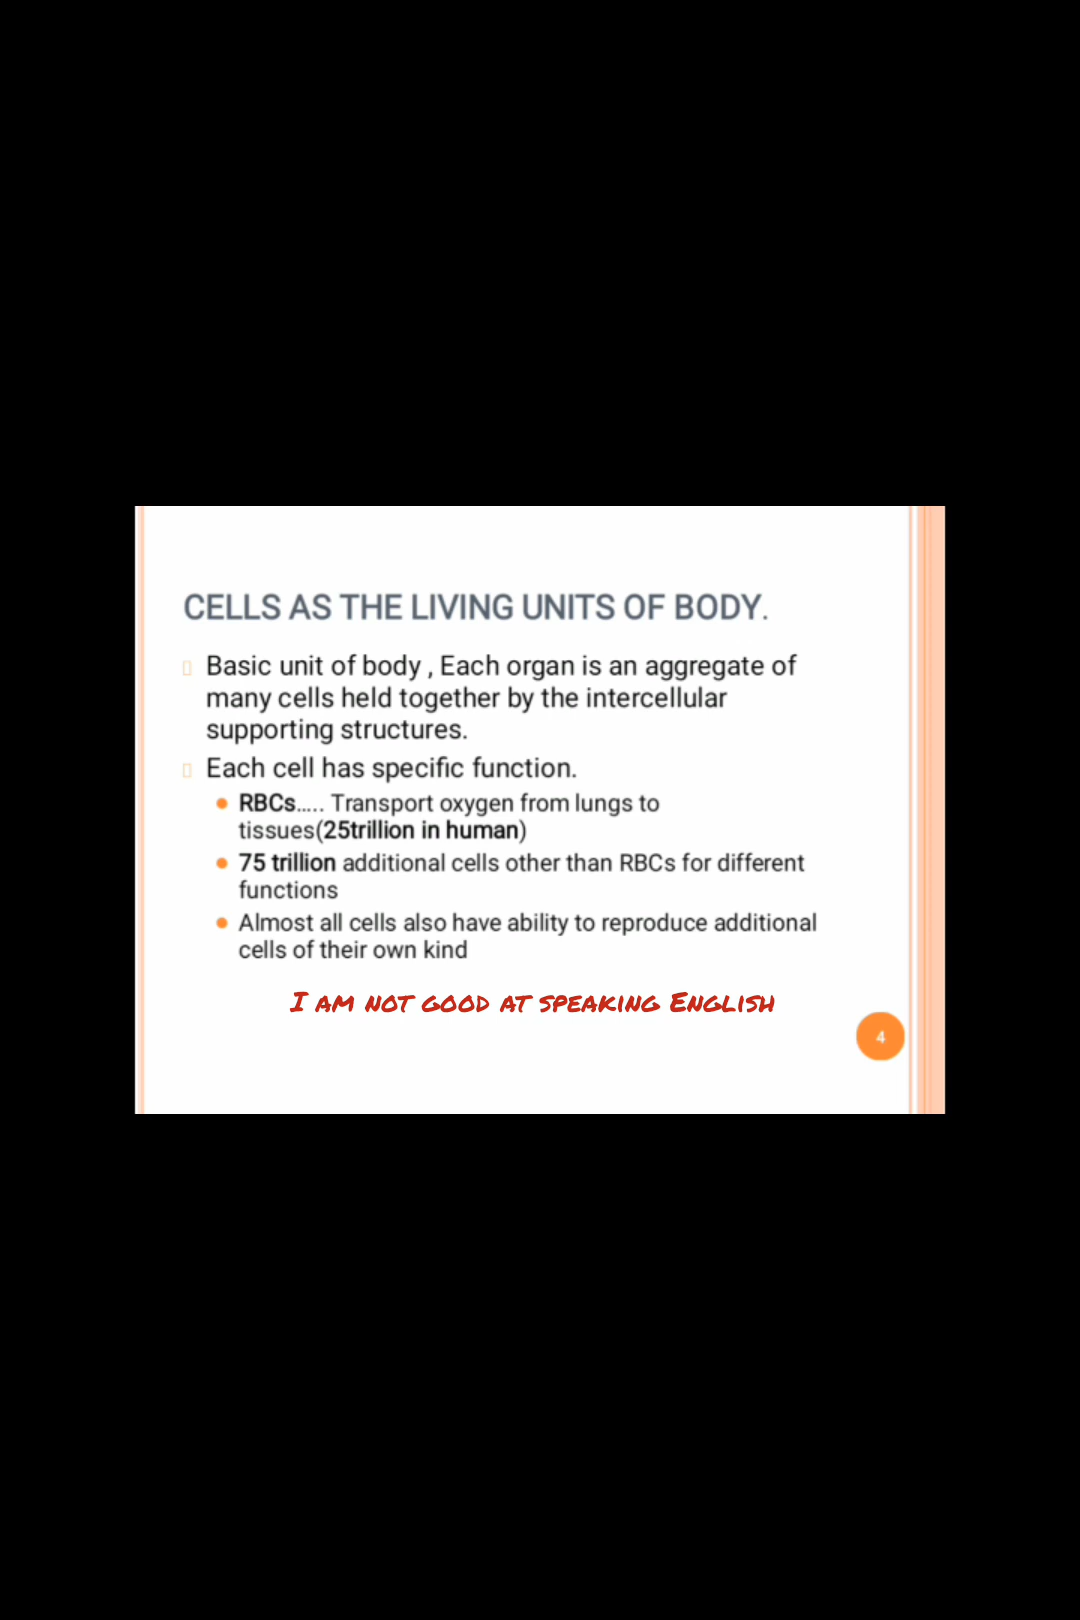 CELLS AS THE LIVING UNITS OF BODY.
Basic unit of body , Each organ is an aggregate of
many cells held together by the intercellular
supporting structures.
Each cell has specific function.
RBCs..... Transport oxygen from lungs to
tissues(25trillion in human)
75 trillion additional cells other than RBCs for different
functions
Almost all cells also have ability to reproduce additional
cells of their own kind
I AM NOT GOOD AT SPEAKING ENGLISH
4